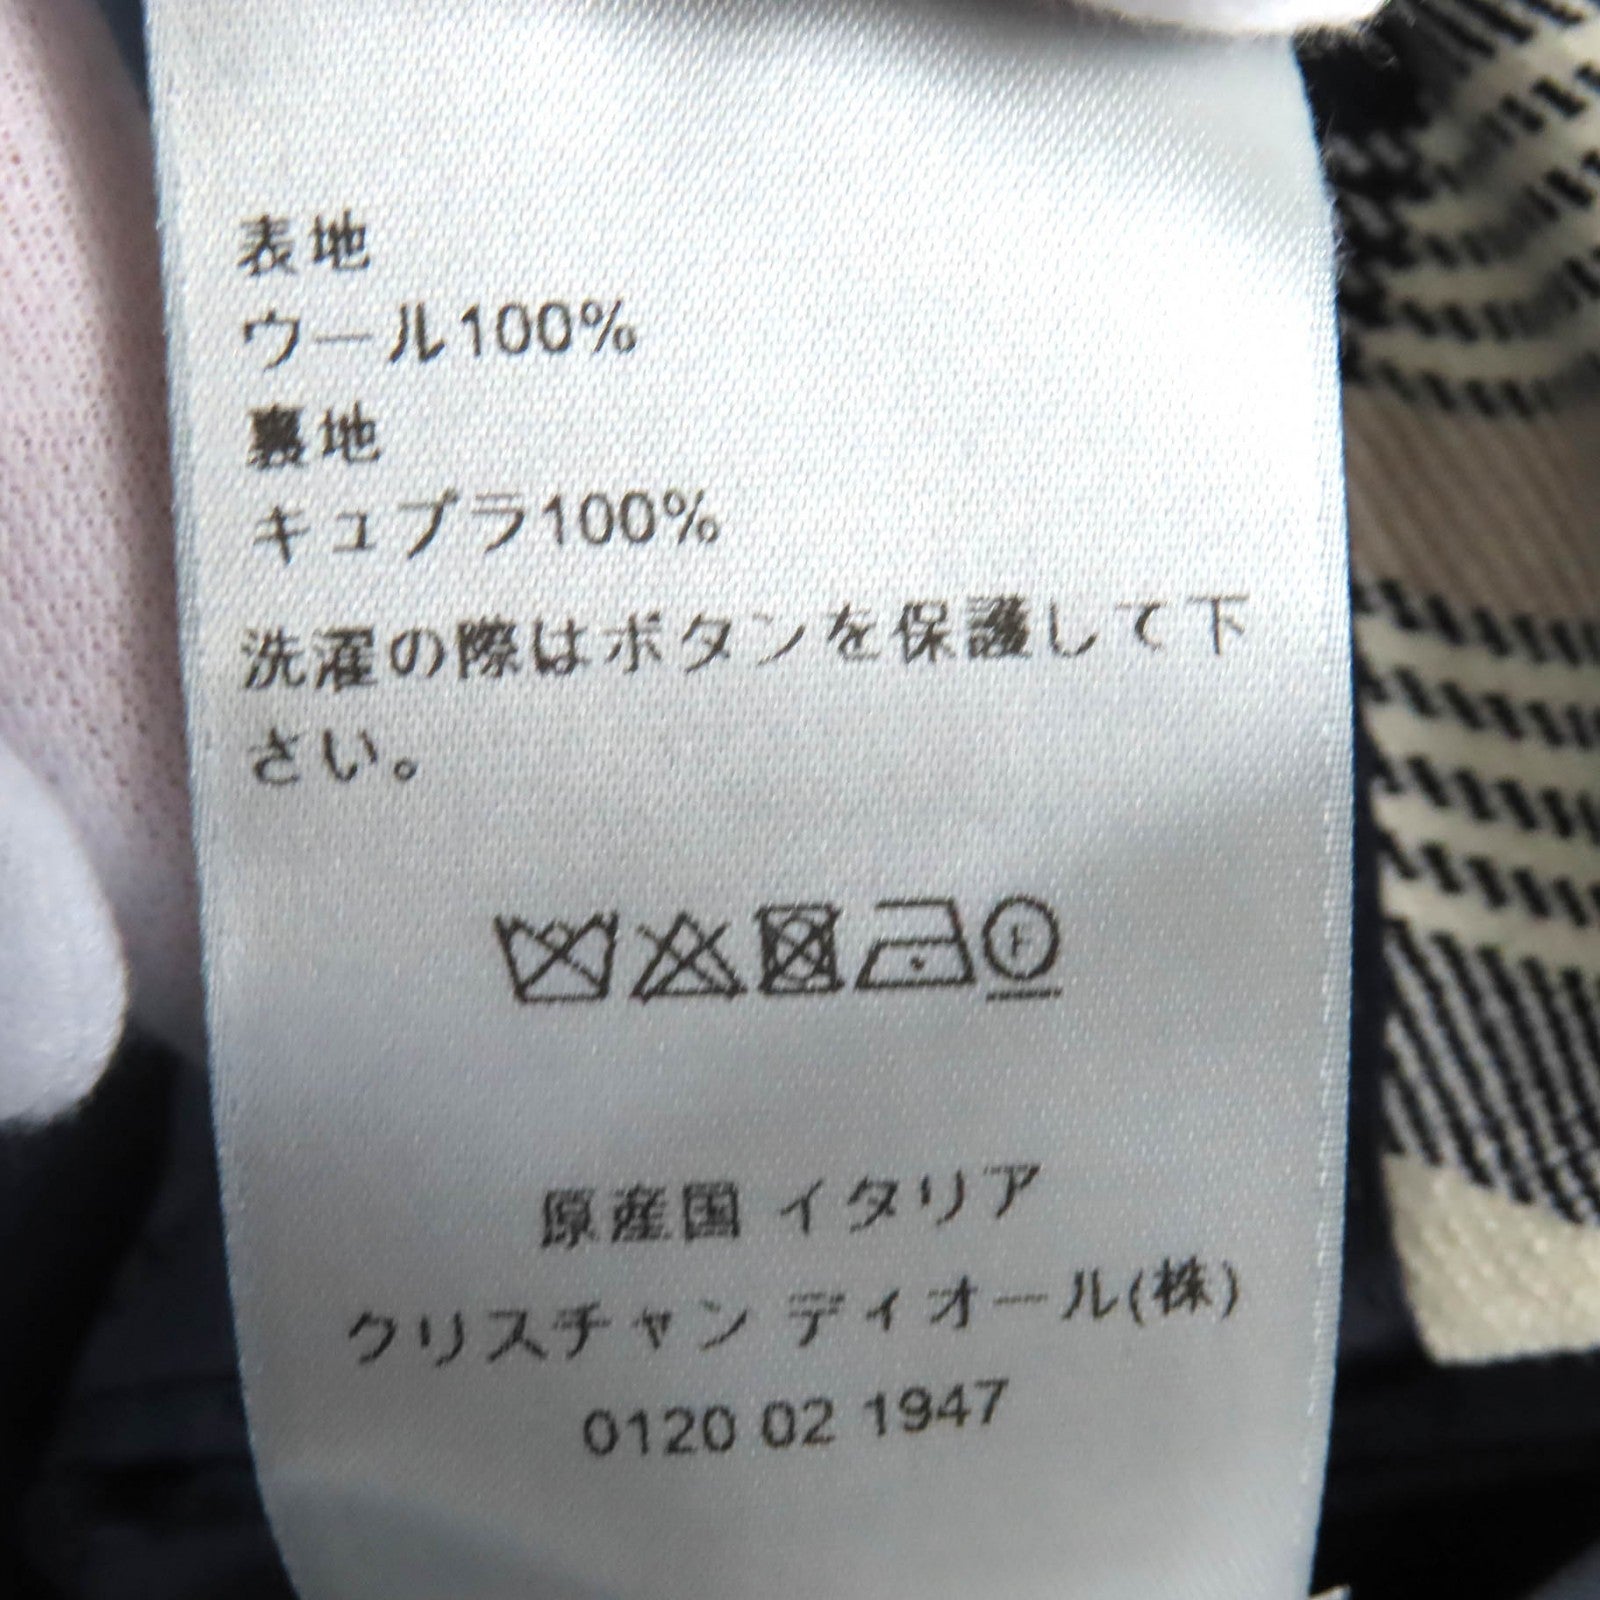 表地
ウール100%
裏地
キュプラ100%
洗濯の際はボタンを保護して下
さい。
F
原産国 イタリア
クリスチャン ディオール(株)
0120 02 1947